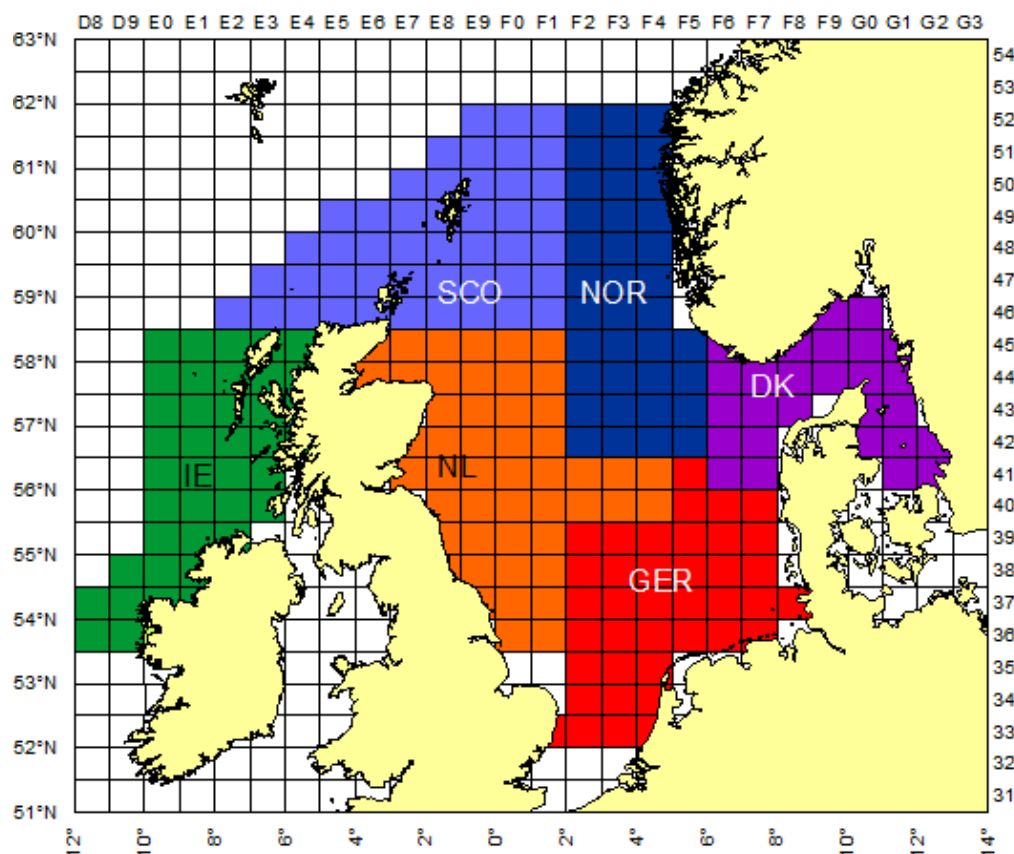 D8 D9 E0 E1 E2 E3 E4 E5 E6 E7 E8 E9 F0 F1 F2 F3 F4 F5 F6 F7 F8 F9 G0 G1 G2 G3
63°N
54
53
62°N
52
51
61°N
50
49
60°N
48
47
59°N
SCO NOR
46
45
58°N
44
DK
43
57°N
42
IE NL
41
56°N
40
39
55°N
GER
38
37
54°N
36
35
53°N
34
33
52°N
32
31
51°N
12° 10° 8° 6° 4° 2° 0° 2° 4° 6° 8° 10° 12° 14°